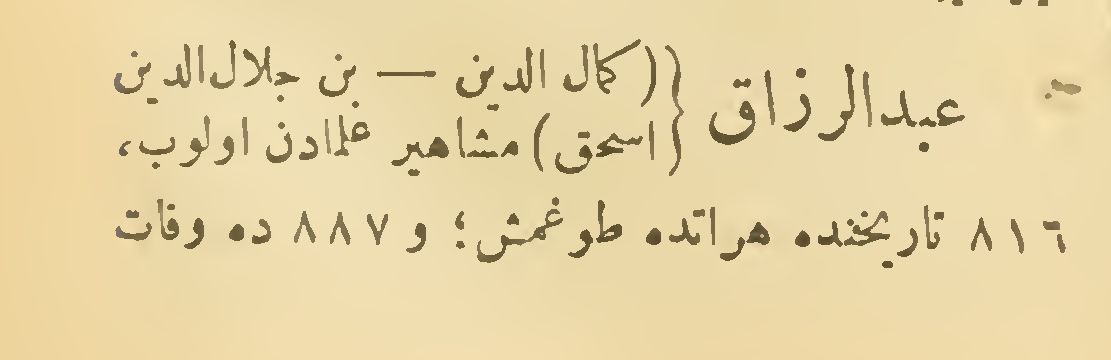 عبدالرزاق {(كمال الدين — بن جلال‌الدين
اسحق) مشاهير علمادن اولوب،
٨١٦ تاريخنده هراتده طوغمش؛ و ٨٨٧ ده وفات